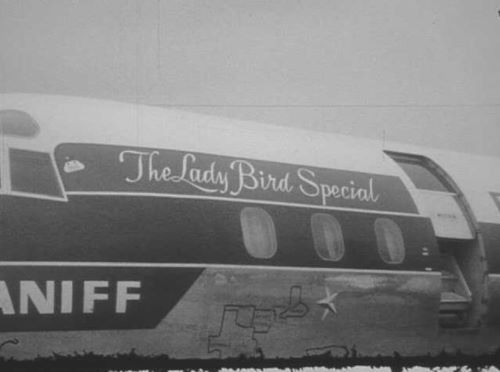 The Lady Bird Special
ANIFF